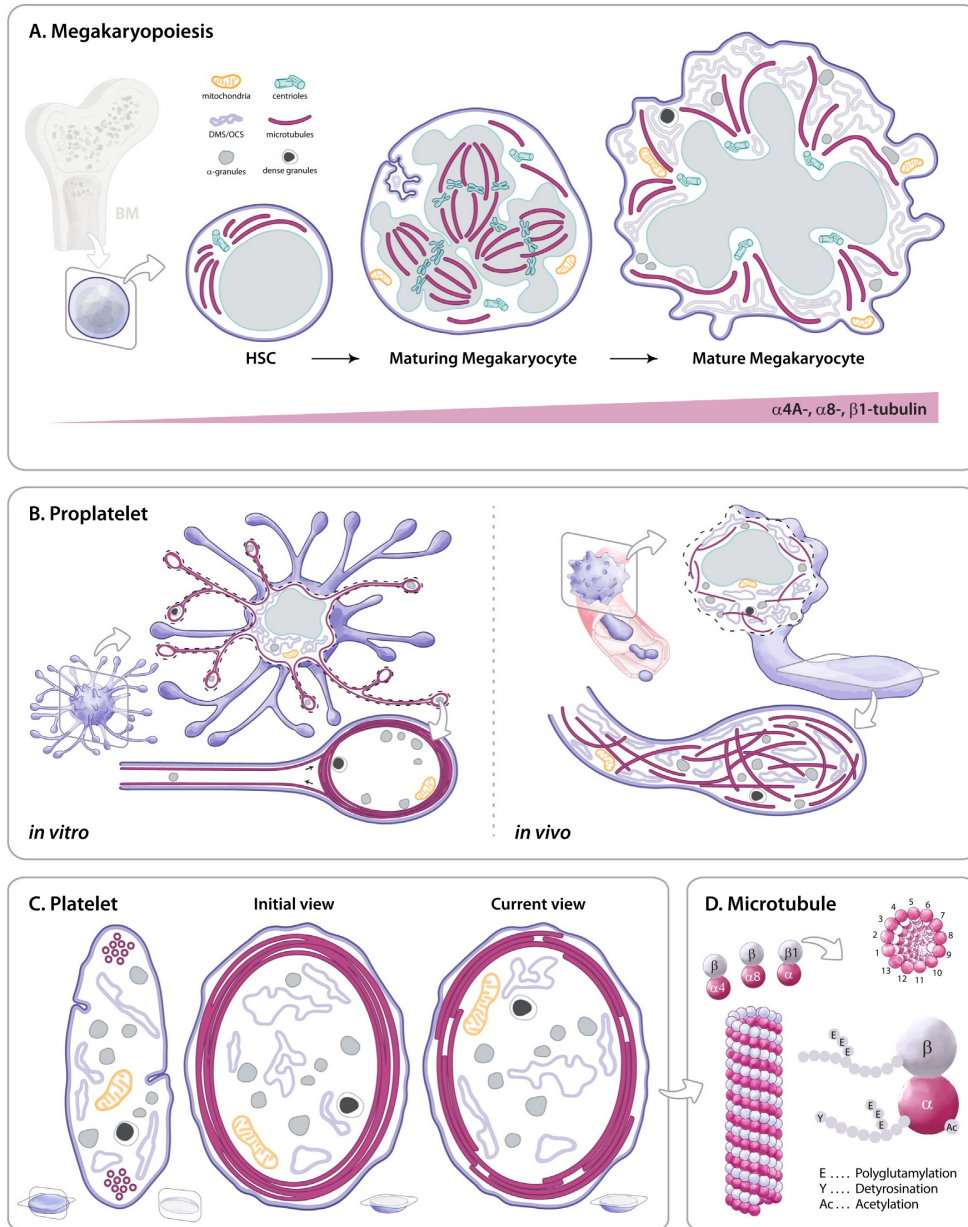 A. Megakaryopoiesis
mitochondria
centrioles
DMS/OCS
microtubules
α-granules
dense granules
BM
HSC
Maturing Megakaryocyte
Mature Megakaryocyte
α4A-, α8-, β1-tubulin
B. Proplatelet
in vitro
in vivo
C. Platelet
Initial view
Current view
D. Microtubule
β
α4
β
α8
β1
α
1
2
3
4
5
6
7
8
9
10
11
12
13
E
E
E
β
Y
E
E
E
α
Ac
E .... Polyglutamylation
Y .... Detyrosination
Ac... Acetylation